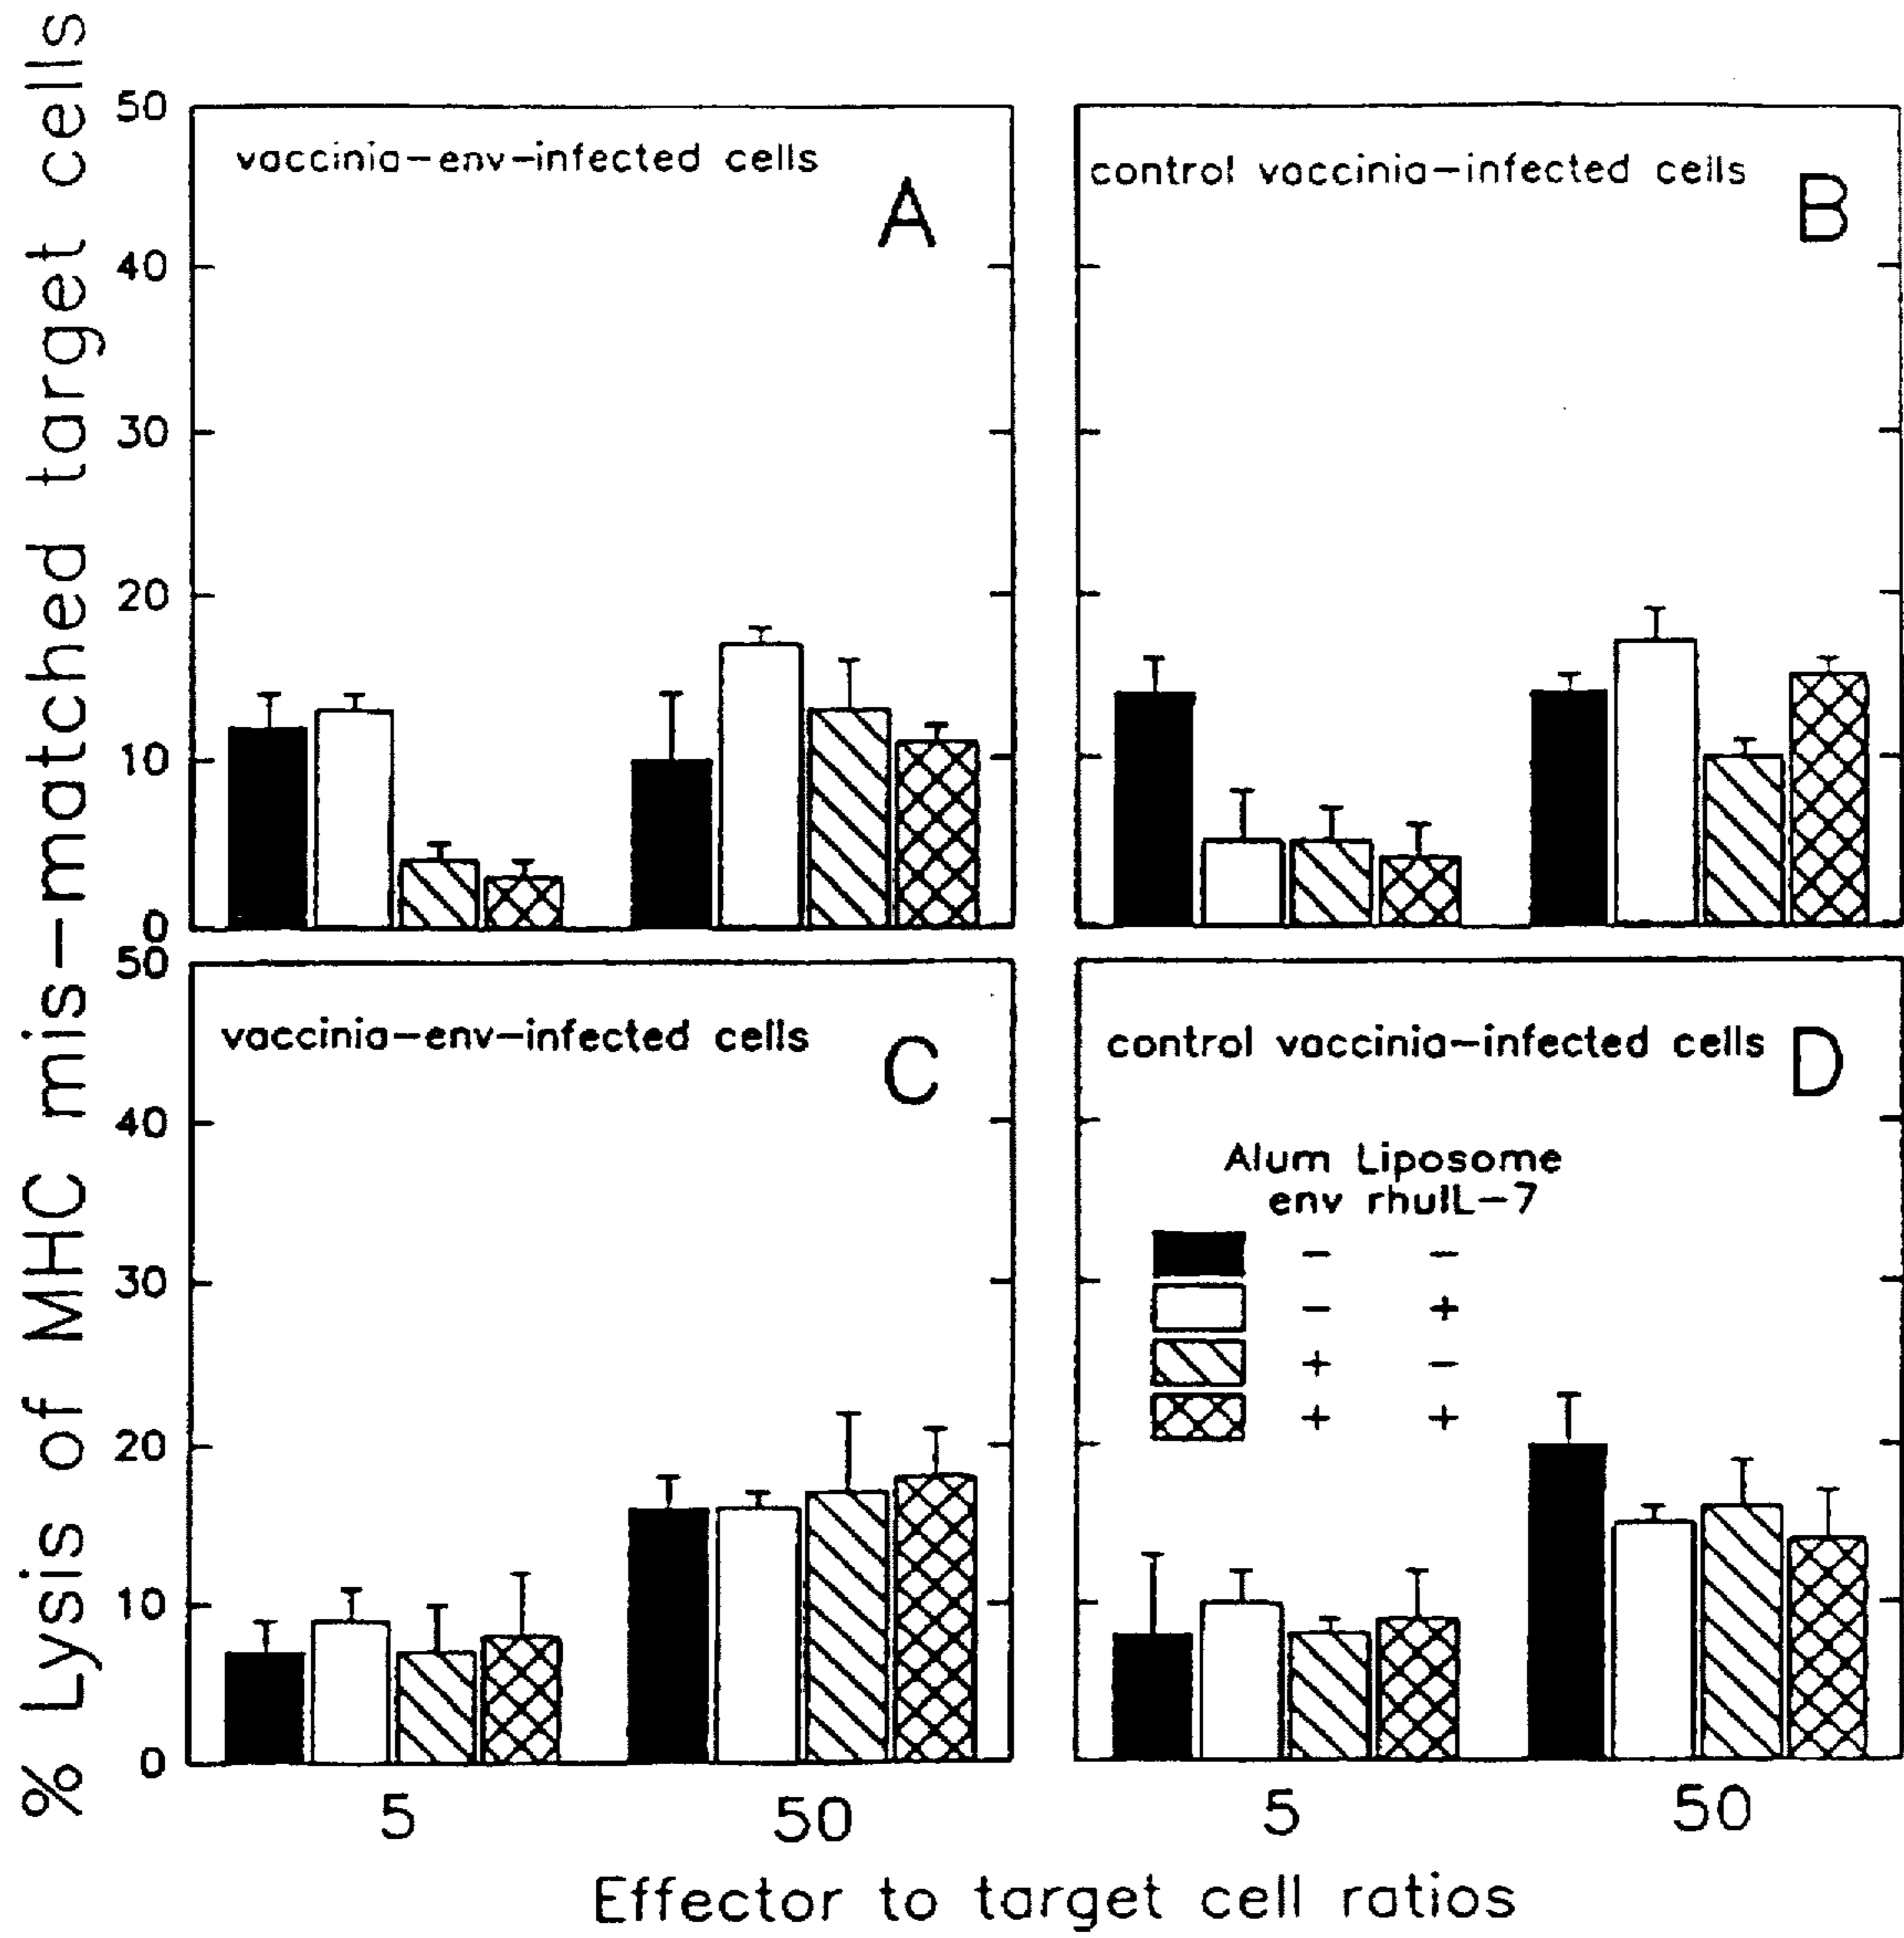 % Lysis of MHC mis-matched target cells
50
40
30
20
10
0
vaccinia-env-infected cells
A
control vaccinia-infected cells
B
50
40
30
20
10
0
vaccinia-env-infected cells
C
control vaccinia-infected cells
D
Alum Liposome
env rhuIL-7
- -
- +
+ -
+ +
5 50
5 50
Effector to target cell ratios